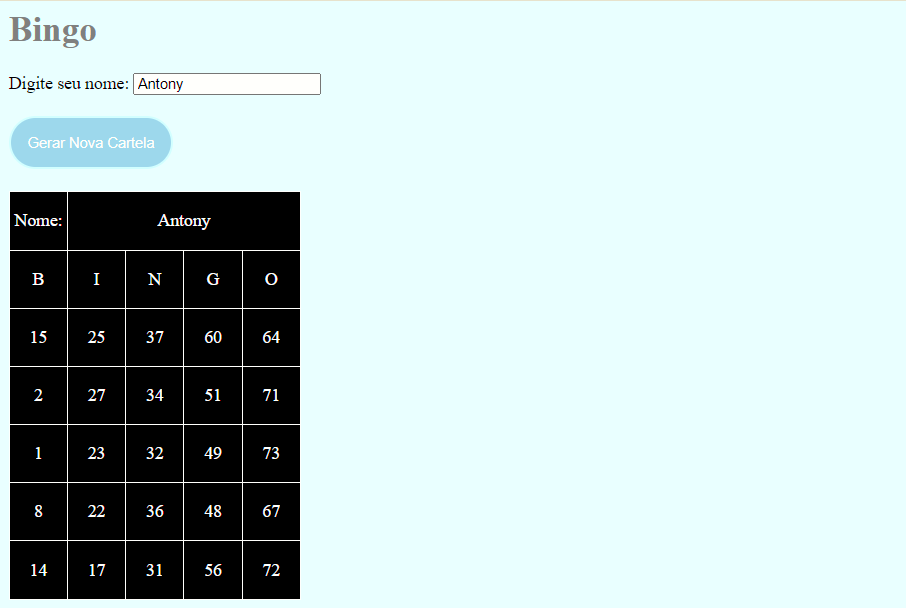 Bingo
Digite seu nome: Antony
Gerar Nova Cartela
Nome: Antony
B I N G O
15 25 37 60 64
2 27 34 51 71
1 23 32 49 73
8 22 36 48 67
14 17 31 56 72